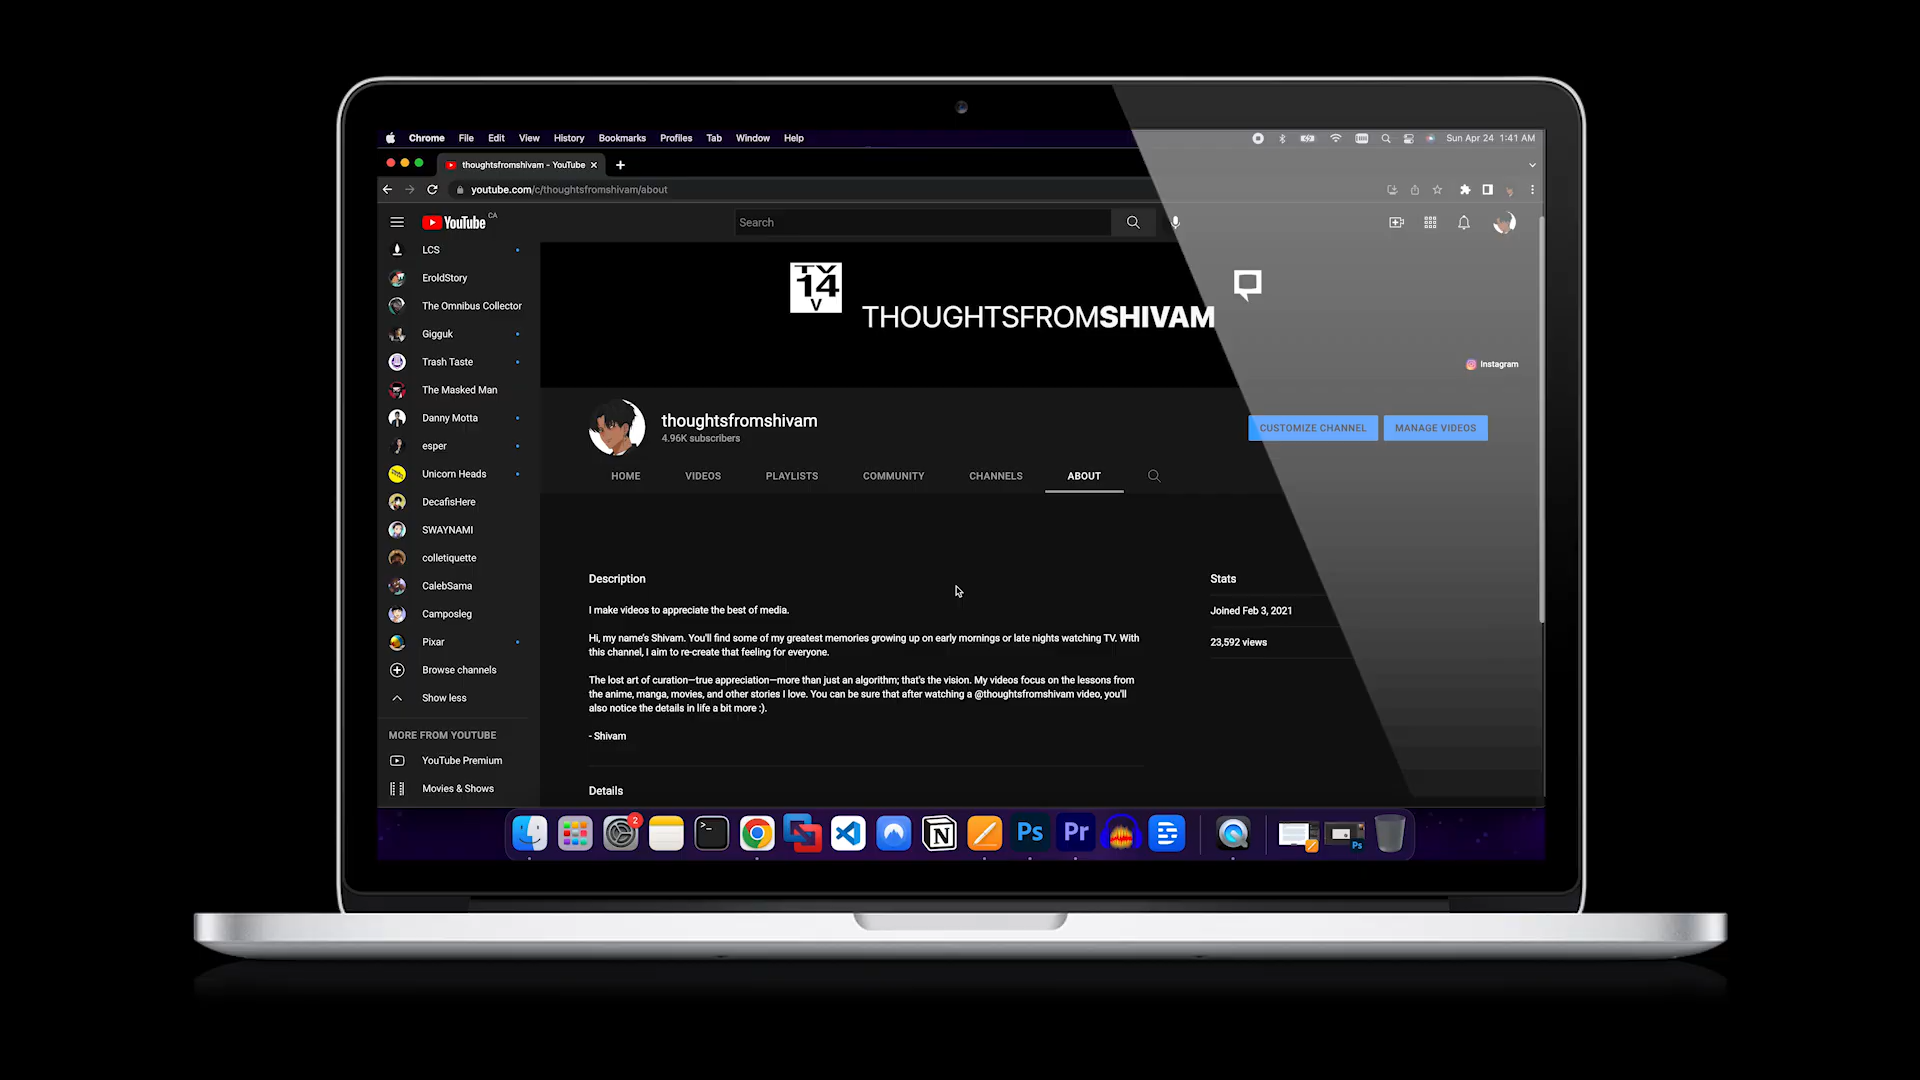 Chrome File Edit View History Bookmarks Profiles Tab Window Help
Sun Apr 24 1:41 AM
thoughtsfromshivam - YouTube
youtube.com/c/thoughtsfromshivam/about
YouTube CA
Search
LCS
EroldStory
The Omnibus Collector
Gigguk
Trash Taste
The Masked Man
Danny Motta
esper
Unicorn Heads
DecafisHere
SWAYNAMI
colletiquette
CalebSama
Camposleg
Pixar
Browse channels
Show less
MORE FROM YOUTUBE
YouTube Premium
Movies & Shows
TV
14
V
THOUGHTSFROMSHIVAM
Instagram
thoughtsfromshivam
4.96K subscribers
CUSTOMIZE CHANNEL
MANAGE VIDEOS
HOME VIDEOS PLAYLISTS COMMUNITY CHANNELS ABOUT
Description
I make videos to appreciate the best of media.
Hi, my name's Shivam. You'll find some of my greatest memories growing up on early mornings or late nights watching TV. With
this channel, I aim to re-create that feeling for everyone.
The lost art of curation—true appreciation—more than just an algorithm; that's the vision. My videos focus on the lessons from
the anime, manga, movies, and other stories I love. You can be sure that after watching a @thoughtsfromshivam video, you'll
also notice the details in life a bit more :).
- Shivam
Details
Stats
Joined Feb 3, 2021
23,592 views
2
N
Ps
Pr
Ps